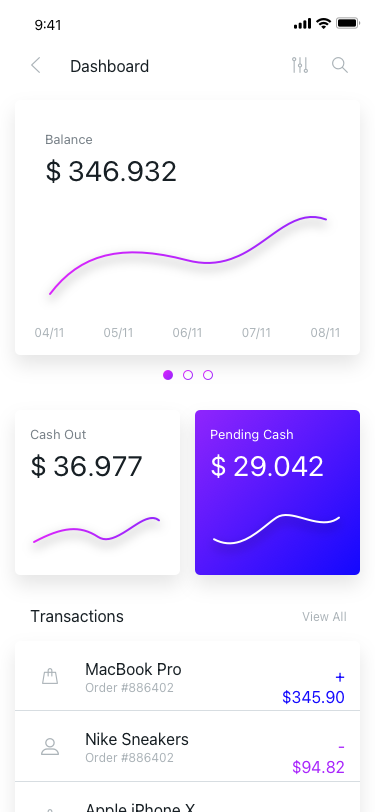 9:41
Dashboard
Balance
$ 346.932
04/11 05/11 06/11 07/11 08/11
Cash Out
$ 36.977
Pending Cash
$ 29.042
Transactions
View All
MacBook Pro
Order #886402
+
$345.90
Nike Sneakers
Order #886402
-
$94.82
Apple iPhone X